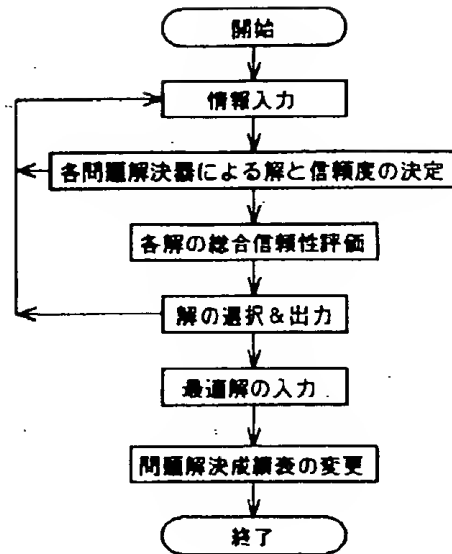 開始
情報入力
各問題解決器による解と信頼度の決定
各解の総合信頼性評価
解の選択&出力
最適解の入力
問題解決成績表の変更
終了